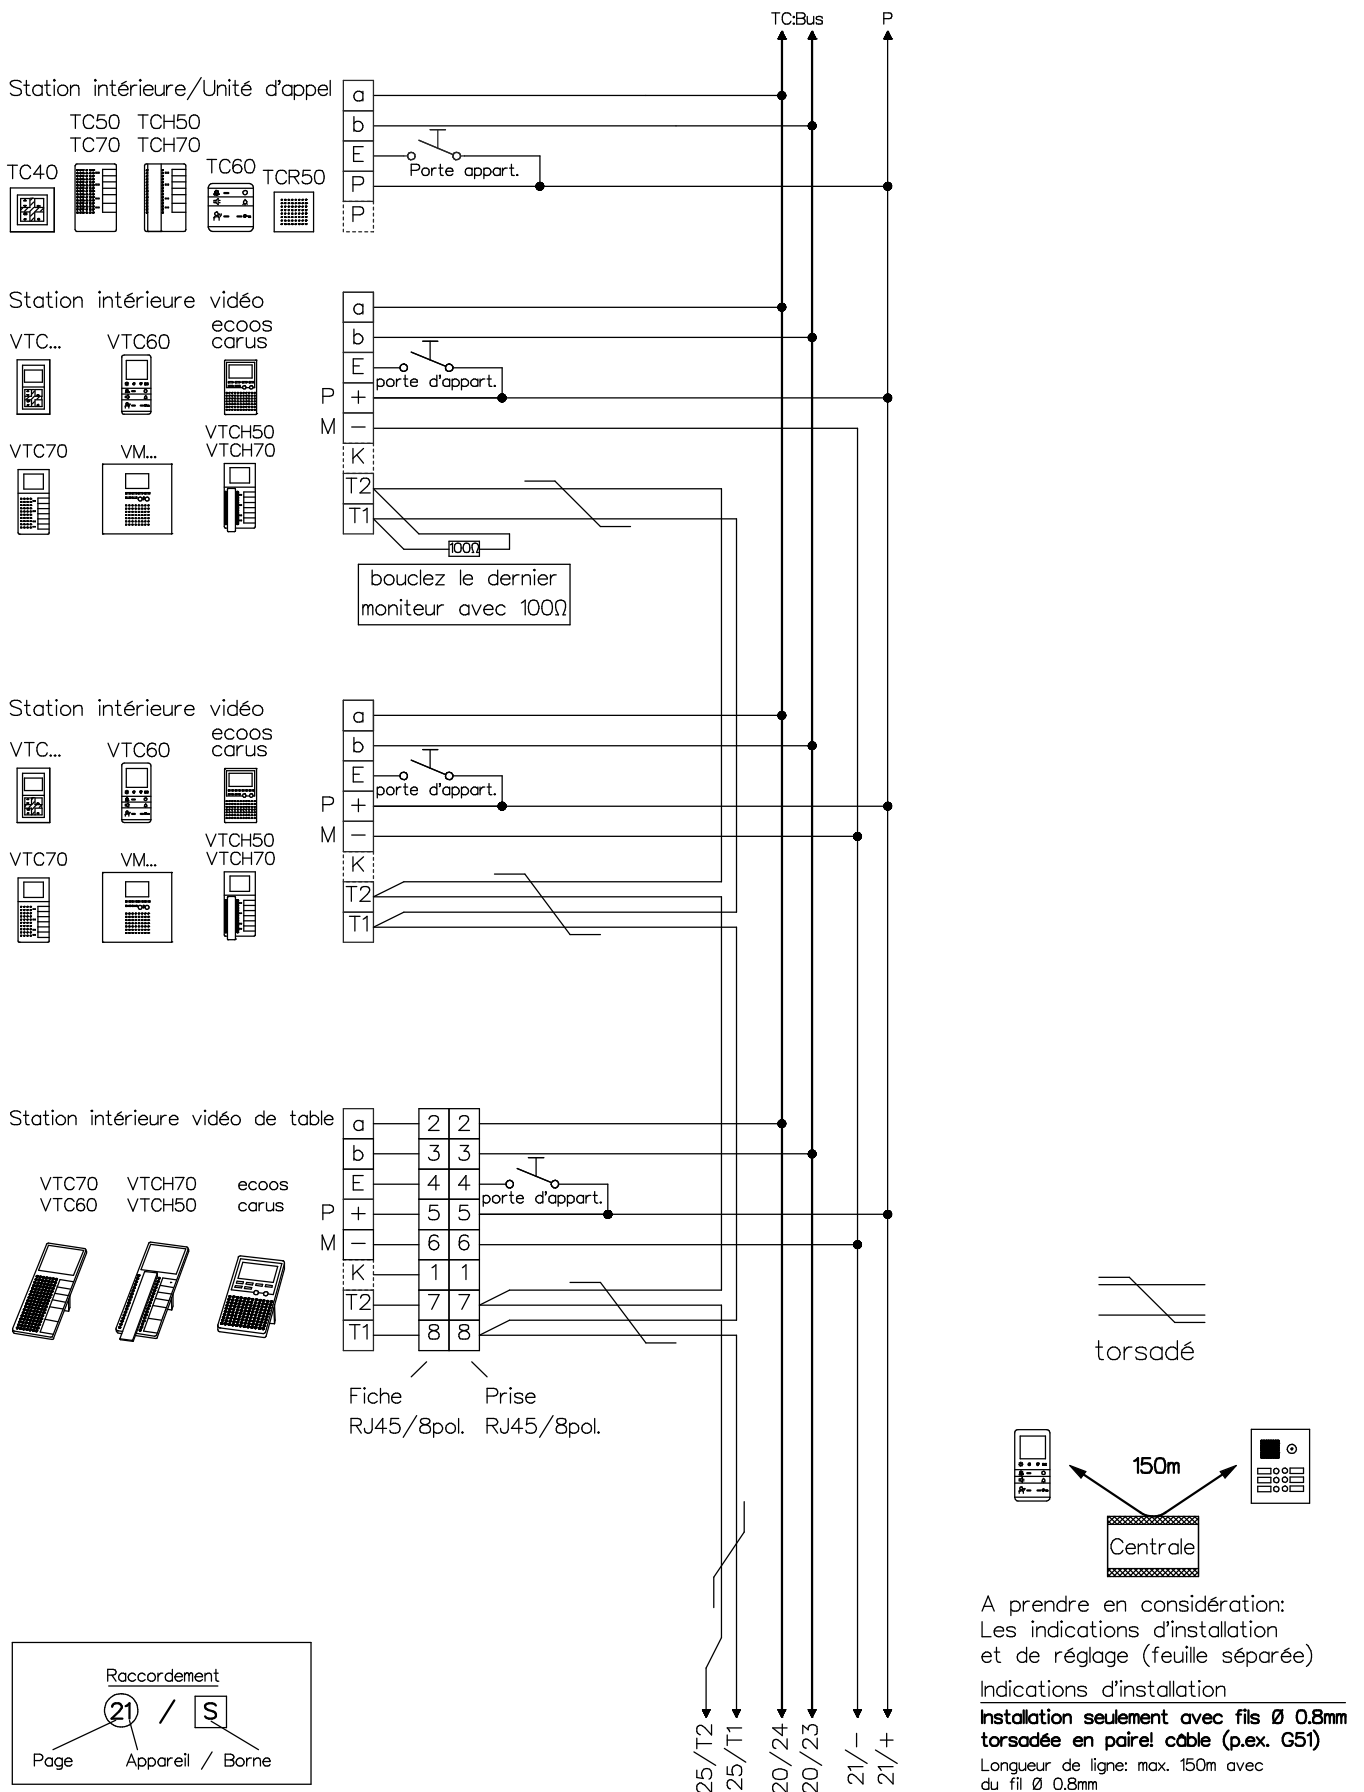 TC:Bus P
Station intérieure/Unité d'appel
TC50 TCH50
TC70 TCH70
TC40 TC60 TCR50
a
b
E
P
P
Porte appart.
Station intérieure vidéo
VTC... VTC60 ecoos
carus
VTC70 VM... VTCH50
VTCH70
a
b
E
P +
M −
K
T2
T1
porte d'appart.
100Ω
bouclez le dernier
moniteur avec 100Ω
Station intérieure vidéo
VTC... VTC60 ecoos
carus
VTC70 VM... VTCH50
VTCH70
a
b
E
P +
M −
K
T2
T1
porte d'appart.
Station intérieure vidéo de table
VTC70 VTCH70 ecoos
VTC60 VTCH50 carus
a 2 2
b 3 3
E 4 4
P + 5 5
M − 6 6
K 1 1
T2 7 7
T1 8 8
porte d'appart.
Fiche Prise
RJ45/8pol. RJ45/8pol.
torsadé
150m
Centrale
A prendre en considération:
Les indications d'installation
et de réglage (feuille séparée)
Indications d'installation
Installation seulement avec fils Ø 0.8mm
torsadée en paire! câble (p.ex. G51)
Longueur de ligne: max. 150m avec
du fil Ø 0.8mm
Raccordement
21 / S
Page Appareil / Borne
25/T2
25/T1
20/24
20/23
21/−
21/+